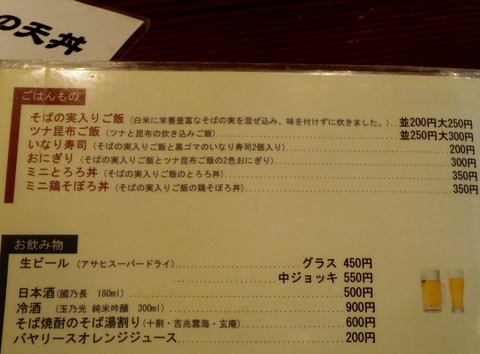 の天丼
ごはんもの
そばの実入りご飯 (白米に栄養豊富なそばの実を混ぜ込み、味を付けずに炊きました。) 並200円大250円
ツナ昆布ご飯 (ツナと昆布の炊き込みご飯) 並250円大300円
いなり寿司 (そばの実入りご飯と黒ゴマのいなり寿司2個入り) 200円
おにぎり (そばの実入りご飯とツナ昆布ご飯の2色おにぎり) 300円
ミニとろろ丼 (そばの実入りご飯のとろろ丼) 350円
ミニ鶏そぼろ丼 (そばの実入りご飯の鶏そぼろ丼) 350円
お飲み物
生ビール (アサヒスーパードライ) グラス 450円
中ジョッキ 550円
日本酒(國乃長 180ml) 500円
冷酒 (玉乃光 純米吟醸 300ml) 900円
そば焼酎のそば湯割り (十割・吉兆雲海・玄庵) 600円
バヤリースオレンジジュース 200円